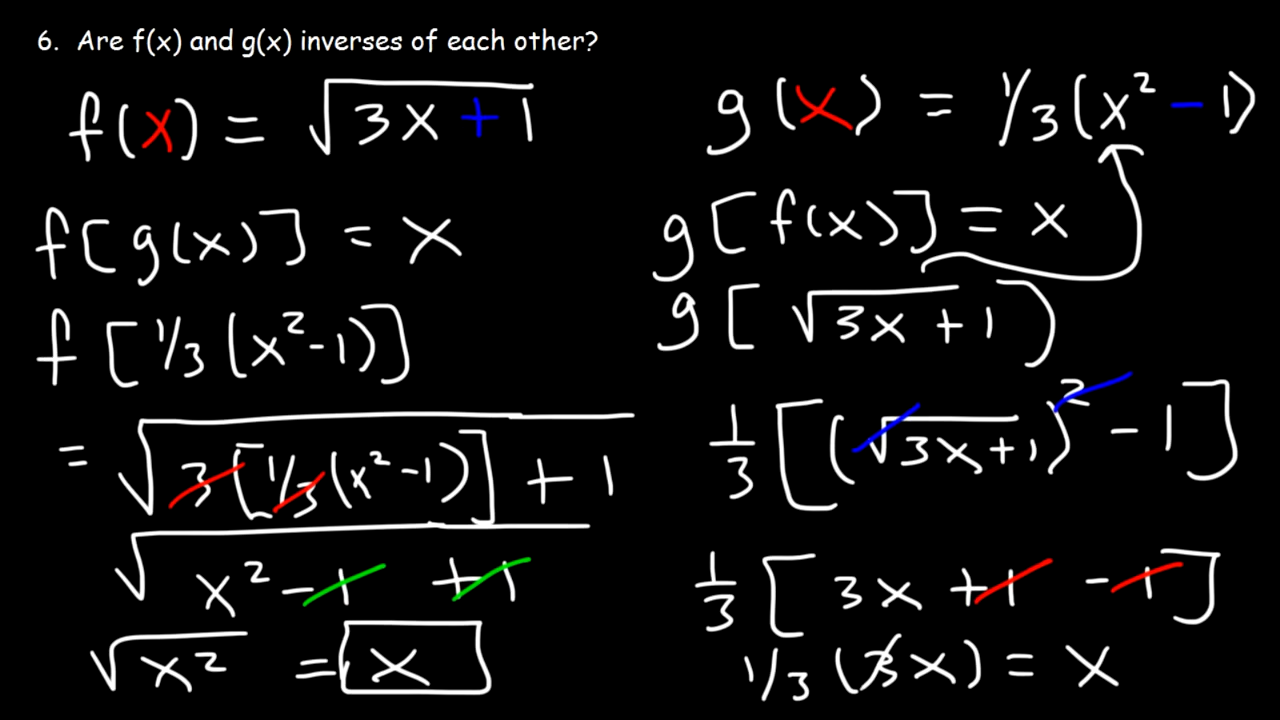 6. Are f(x) and g(x) inverses of each other?
f(x) = √(3x + 1)
f[g(x)] = x
f[1/3(x²-1)]
= √(3[1/3(x²-1)] + 1)
√(x² - 1 + 1)
√x² = x
g(x) = 1/3(x² - 1)
g[f(x)] = x
g[√3x+1)
1/3[(√3x+1)² - 1]
1/3[3x +1 - 1]
1/3(3x) = x